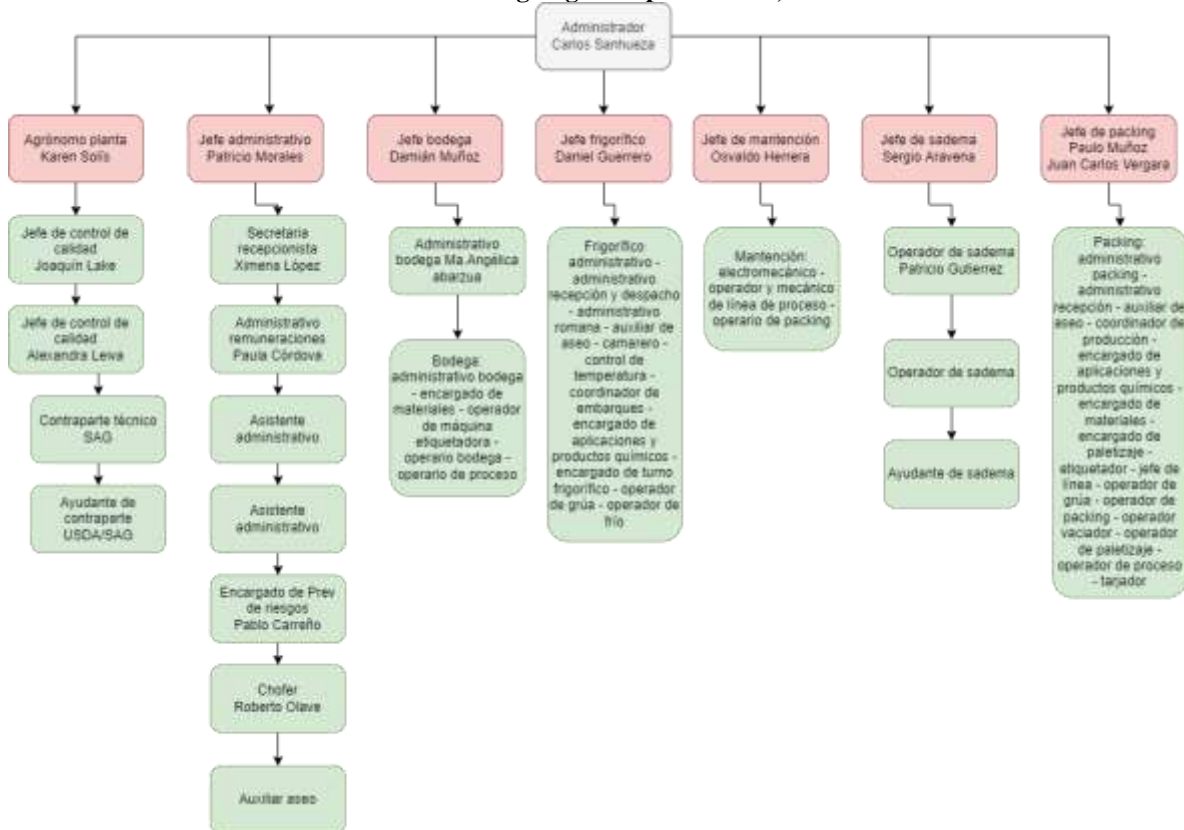 Administrador
Carlos Sanhueza
Agrónomo planta
Karen Solís
Jefe administrativo
Patricio Morales
Jefe bodega
Damián Muñoz
Jefe frigorífico
Daniel Guerrero
Jefe de mantención
Osvaldo Herrera
Jefe de sadema
Sergio Aravena
Jefe de packing
Paulo Muñoz
Juan Carlos Vergara
Jefe de control de
calidad
Joaquín Lake
Jefe de control de
calidad
Alexandra Leiva
Contraparte técnico
SAG
Ayudante de
contraparte
USDA/SAG
Secretaria
recepcionista
Ximena López
Administrativo
remuneraciones
Paula Córdova
Asistente
administrativo
Asistente
administrativo
Encargado de Prev
de riesgos
Pablo Carreño
Chofer
Roberto Olave
Auxiliar aseo
Administrativo
bodega Ma Angélica
abarzua
Bodega:
administrativo bodega
- encargado de
materiales - operador
de máquina
etiquetadora -
operario bodega -
operario de proceso
Frigorífico:
administrativo -
administrativo
recepción y despacho
- administrativo
romana - auxiliar de
aseo - camarero -
control de
temperatura -
coordinador de
embarques -
encargado de
aplicaciones y
productos químicos -
encargado de turno
frigorífico - operador
de grúa - operador de
frío
Mantención:
electromecánico -
operador y mecánico
de línea de proceso -
operario de packing
Operador de sadema
Patricio Gutierrez
Operador de sadema
Ayudante de sadema
Packing:
administrativo
packing -
administrativo
recepción - auxiliar de
aseo - coordinador de
producción -
encargado de
aplicaciones y
productos químicos -
encargado de
materiales -
encargado de
paletizaje -
etiquetador - jefe de
línea - operador de
grúa - operador de
packing - operador
vaciador - operador
de paletizaje -
operador de proceso
- tarjador